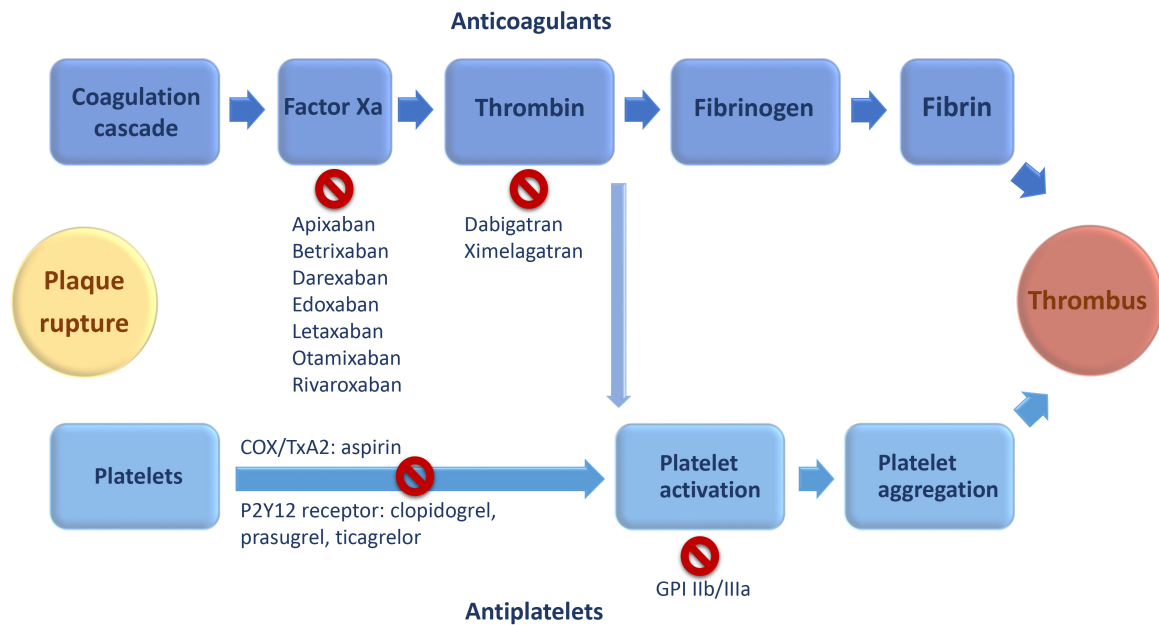 Anticoagulants
Coagulation
cascade
Factor Xa
Thrombin
Fibrinogen
Fibrin
Apixaban
Betrixaban
Darexaban
Edoxaban
Letaxaban
Otamixaban
Rivaroxaban
Dabigatran
Ximelagatran
Plaque
rupture
Thrombus
Platelets
COX/TxA2: aspirin
P2Y12 receptor: clopidogrel,
prasugrel, ticagrelor
Platelet
activation
Platelet
aggregation
GPI IIb/IIIa
Antiplatelets